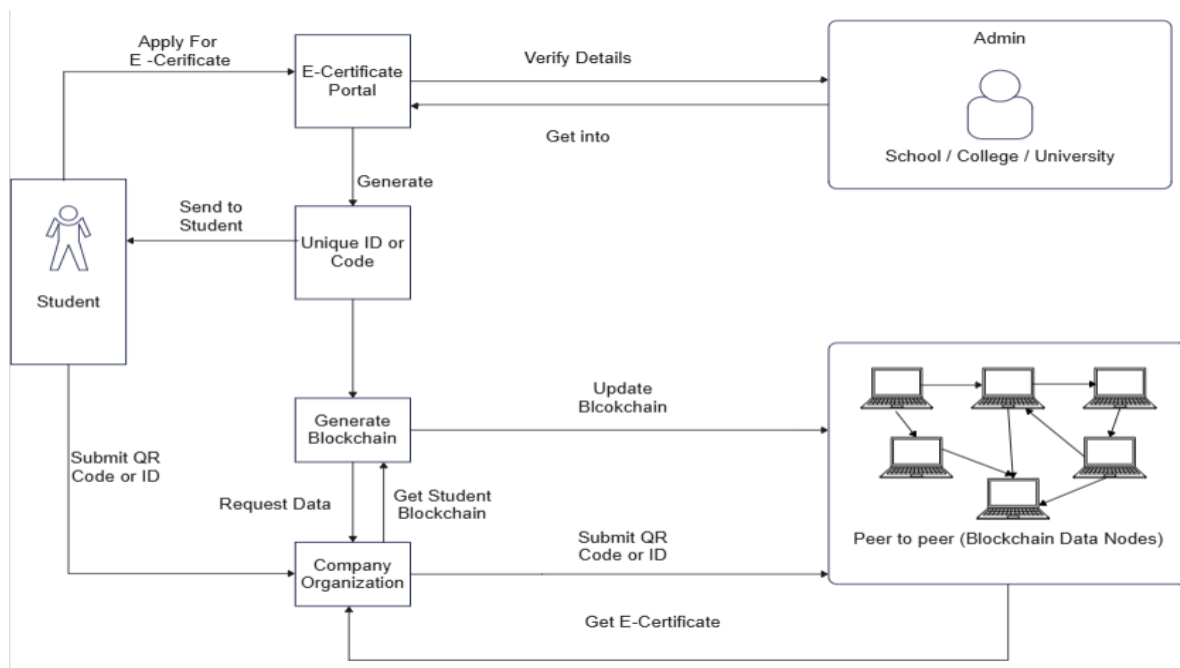 Apply For
E -Cerificate
E-Certificate
Portal
Verify Details
Get into
Admin
School / College / University
Generate
Send to
Student
Unique ID or
Code
Student
Update
Blcokchain
Generate
Blockchain
Submit QR
Code or ID
Request Data
Get Student
Blockchain
Company
Organization
Submit QR
Code or ID
Peer to peer (Blockchain Data Nodes)
Get E-Certificate